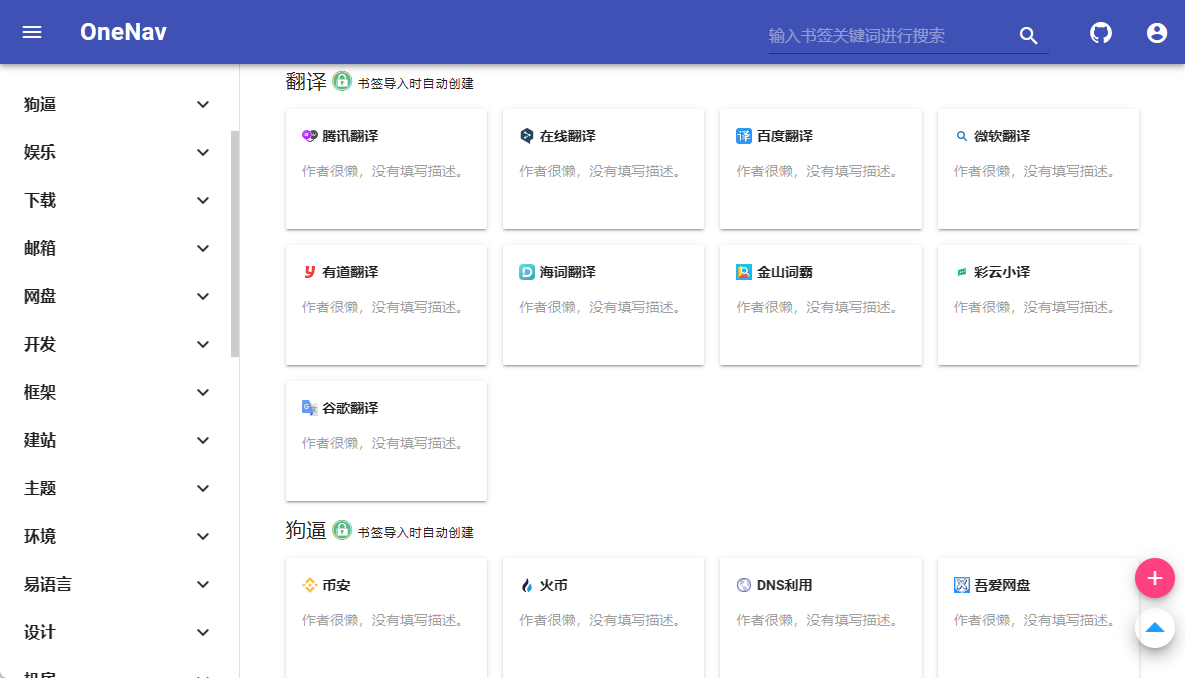 OneNav
输入书签关键词进行搜索
狗逼
娱乐
下载
邮箱
网盘
开发
框架
建站
主题
环境
易语言
设计
翻译 书签导入时自动创建
腾讯翻译
作者很懒，没有填写描述。
在线翻译
作者很懒，没有填写描述。
百度翻译
作者很懒，没有填写描述。
微软翻译
作者很懒，没有填写描述。
有道翻译
作者很懒，没有填写描述。
海词翻译
作者很懒，没有填写描述。
金山词霸
作者很懒，没有填写描述。
彩云小译
作者很懒，没有填写描述。
谷歌翻译
作者很懒，没有填写描述。
狗逼 书签导入时自动创建
币安
作者很懒，没有填写描述。
火币
作者很懒，没有填写描述。
DNS利用
作者很懒，没有填写描述。
吾爱网盘
作者很懒，没有填写描述。